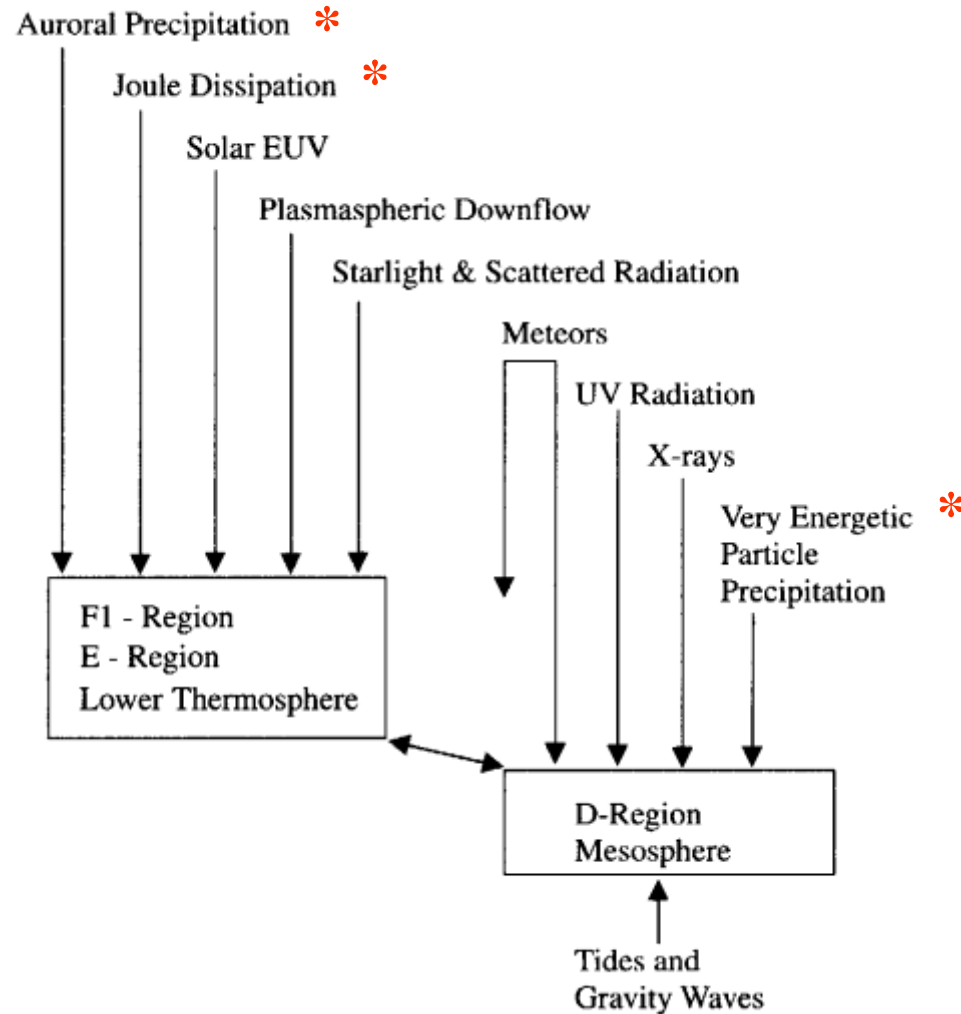 Auroral Precipitation *
Joule Dissipation *
Solar EUV
Plasmaspheric Downflow
Starlight & Scattered Radiation
Meteors
UV Radiation
X-rays
Very Energetic *
Particle
Precipitation
F1 - Region
E - Region
Lower Thermosphere
D-Region
Mesosphere
Tides and
Gravity Waves